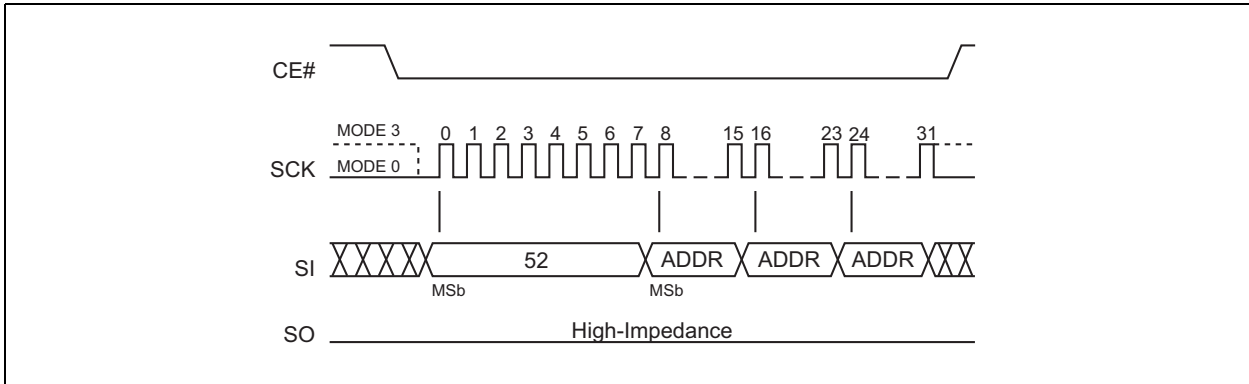 CE#
MODE 3
0 1 2 3 4 5 6 7 8 15 16 23 24 31
SCK
MODE 0
SI
52
ADDR
ADDR
ADDR
MSb
MSb
SO
High-Impedance